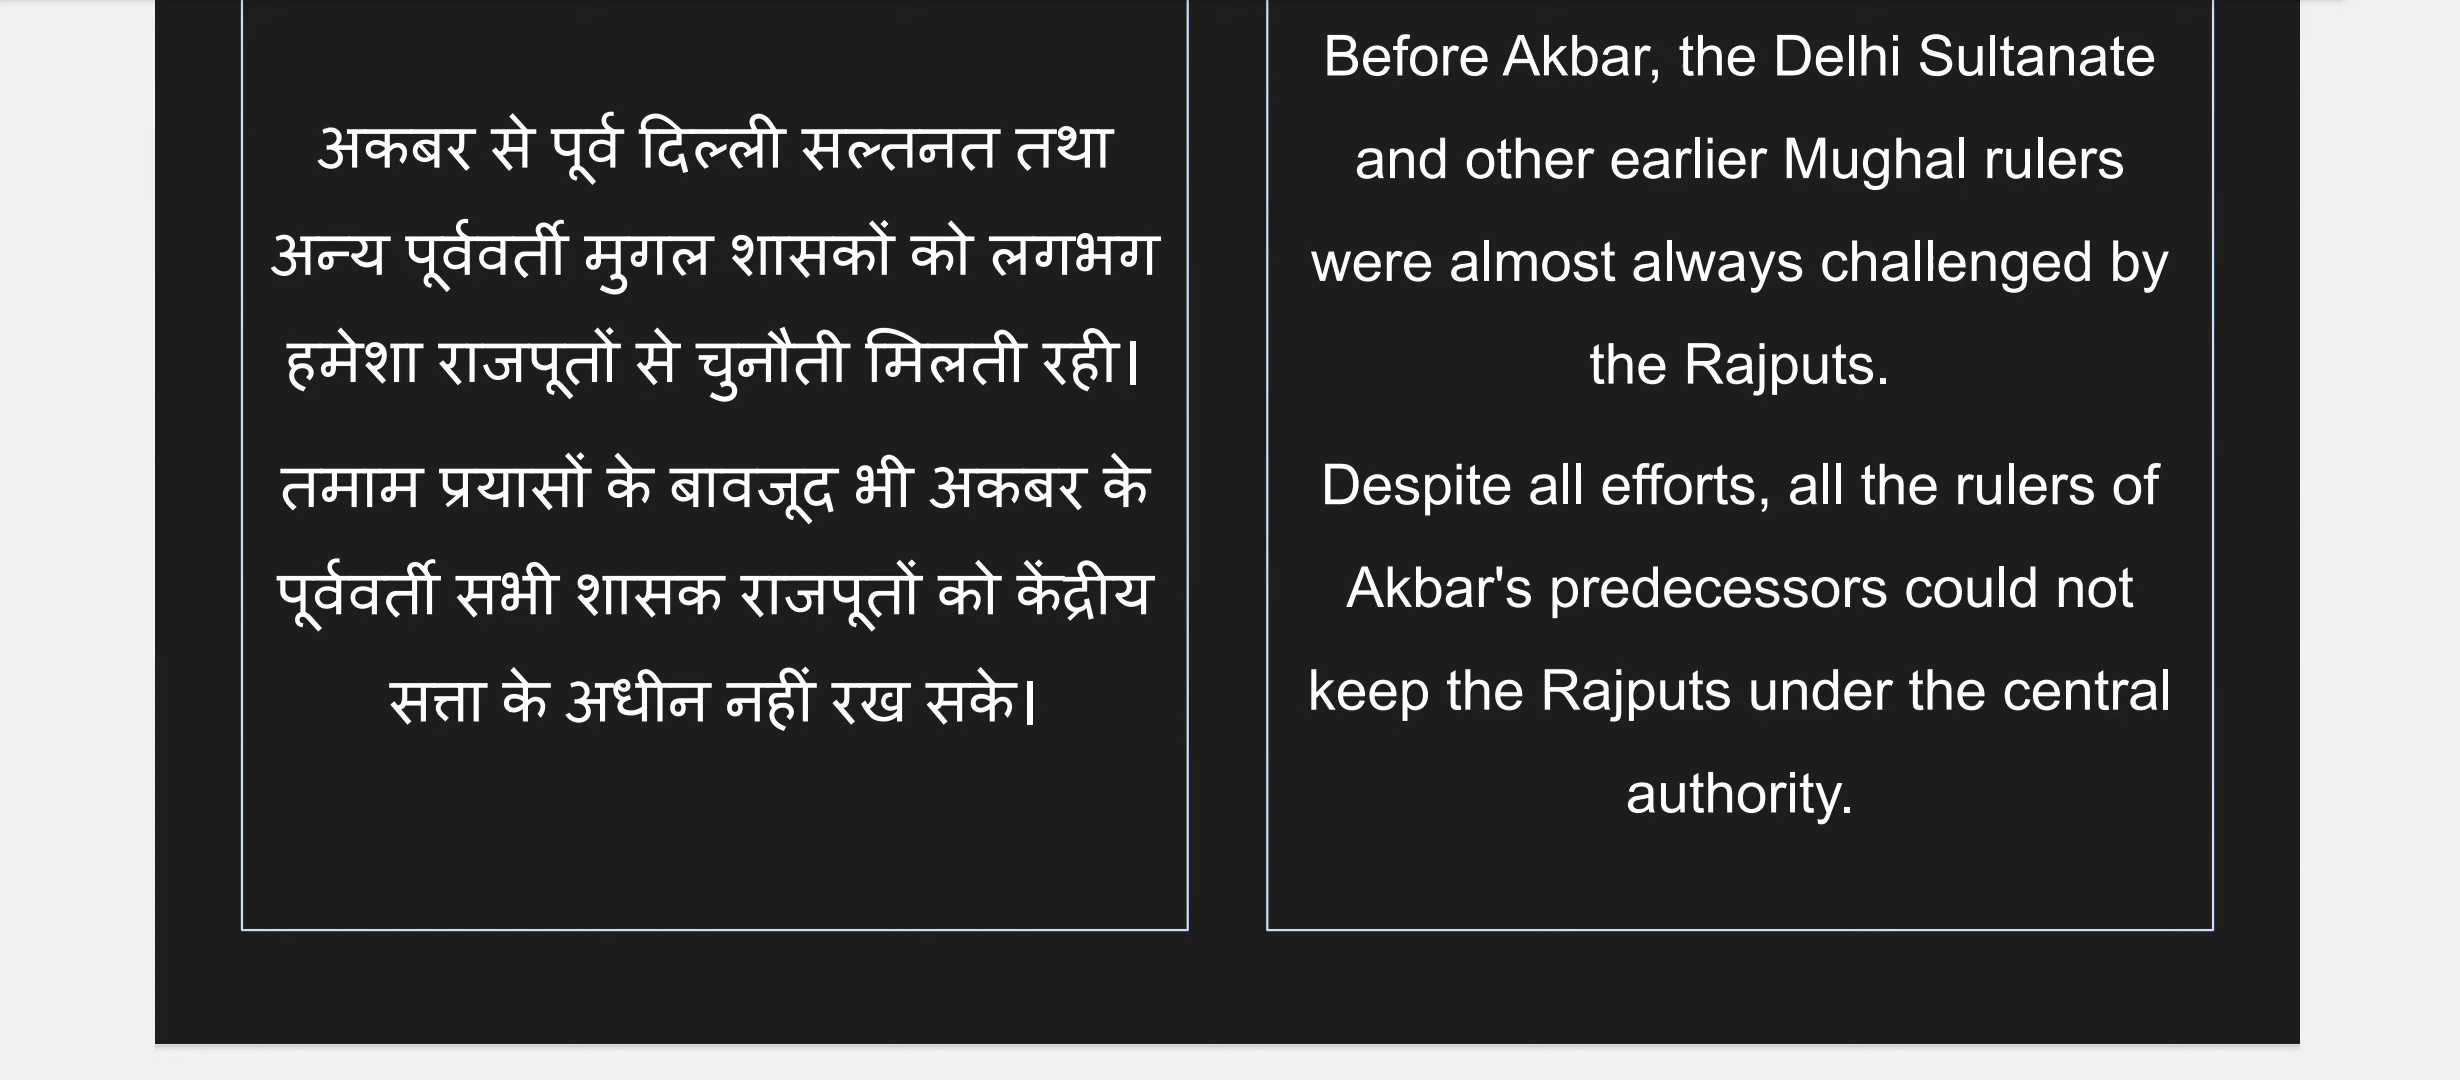 अकबर से पूर्व दिल्ली सल्तनत तथा
अन्य पूर्ववर्ती मुगल शासकों को लगभग
हमेशा राजपूतों से चुनौती मिलती रही।
तमाम प्रयासों के बावजूद भी अकबर के
पूर्ववर्ती सभी शासक राजपूतों को केंद्रीय
सत्ता के अधीन नहीं रख सके।
Before Akbar, the Delhi Sultanate
and other earlier Mughal rulers
were almost always challenged by
the Rajputs.
Despite all efforts, all the rulers of
Akbar's predecessors could not
keep the Rajputs under the central
authority.